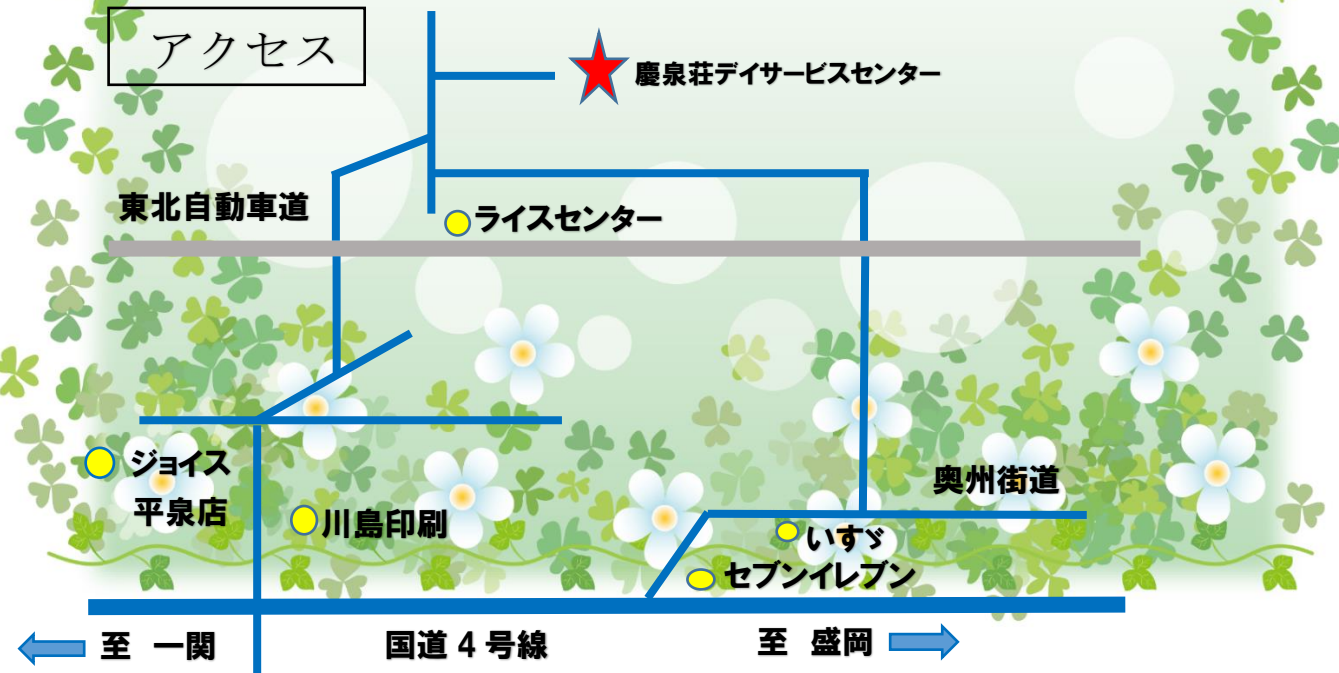 アクセス
慶泉荘デイサービスセンター
東北自動車道
ライスセンター
ジョイス
平泉店
川島印刷
奥州街道
いすゞ
セブンイレブン
至 一関
国道4号線
至 盛岡